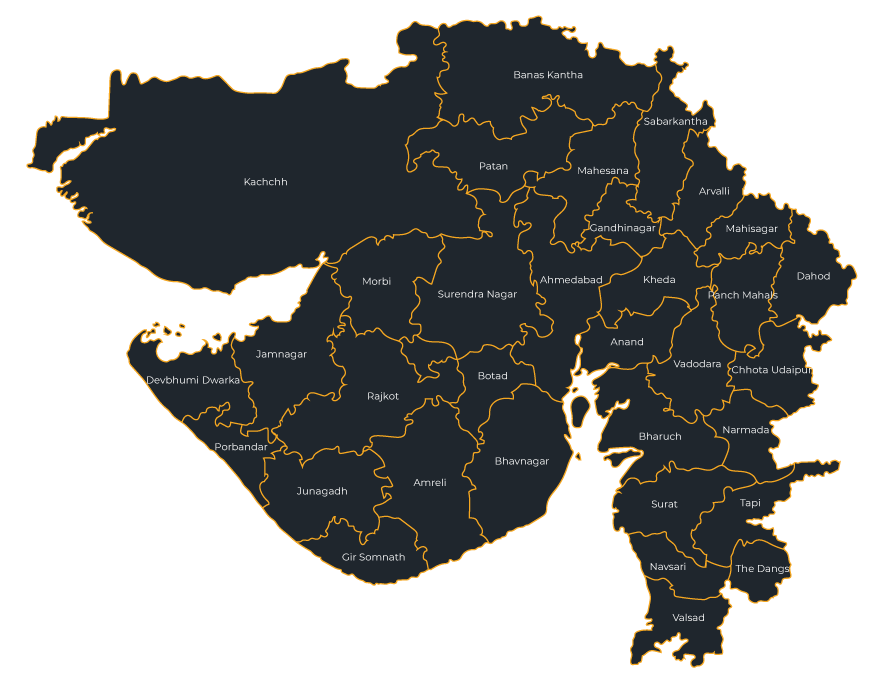 Banas Kantha
Sabarkantha
Patan
Mahesana
Kachchh
Arvalli
Gandhinagar
Mahisagar
Dahod
Morbi
Surendra Nagar
Ahmedabad
Kheda
Panch Mahals
Jamnagar
Anand
Vadodara
Chhota Udaipur
Devbhumi Dwarka
Botad
Rajkot
Narmada
Bharuch
Porbandar
Bhavnagar
Junagadh
Amreli
Surat
Tapi
Gir Somnath
Navsari
The Dangs
Valsad